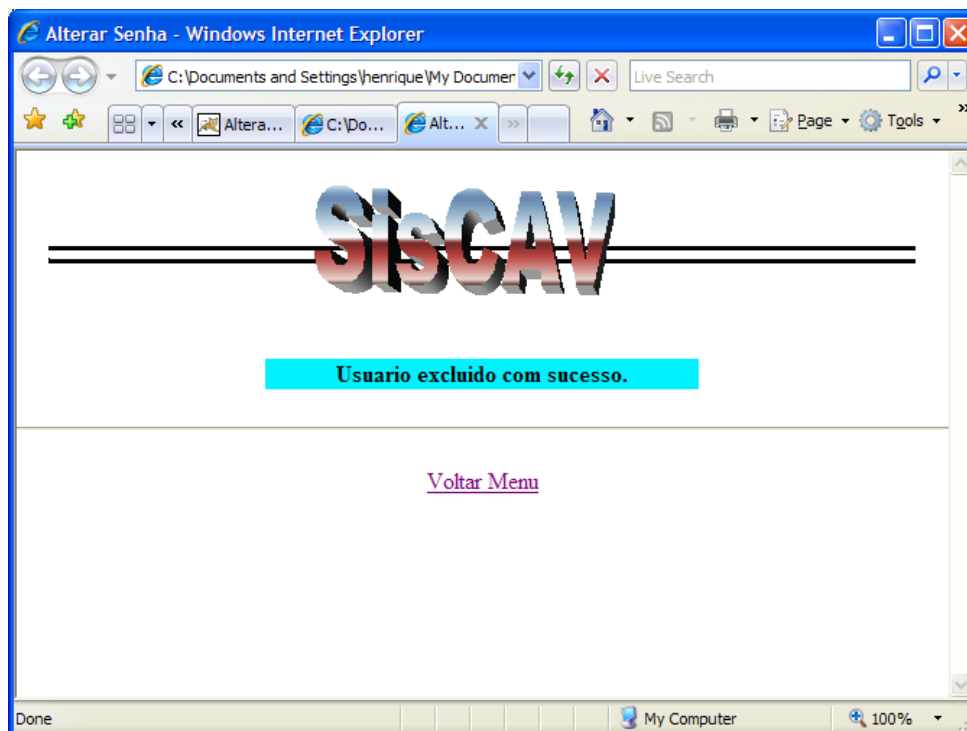 Alterar Senha - Windows Internet Explorer
C:\Documents and Settings\henrique\My Documen
Live Search
Altera...
C:\Do...
Alt...
Page
Tools
SisCAV
Usuario excluido com sucesso.
Voltar Menu
Done
My Computer
100%